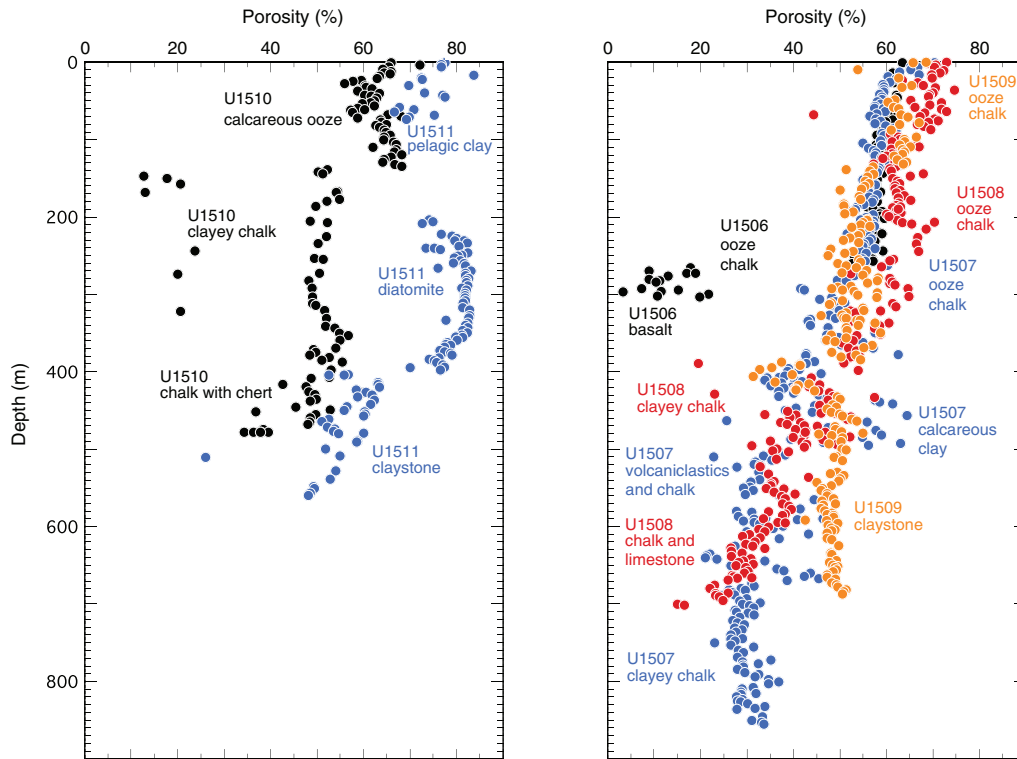 Porosity (%)
0 20 40 60 80
0
200
400
600
800
Depth (m)
U1510
calcareous ooze
U1511
pelagic clay
U1510
clayey chalk
U1511
diatomite
U1510
chalk with chert
U1511
claystone
Porosity (%)
0 20 40 60 80
U1509
ooze
chalk
U1508
ooze
chalk
U1506
ooze
chalk
U1507
ooze
chalk
U1506
basalt
U1508
clayey chalk
U1507
calcareous
clay
U1507
volcaniclastics
and chalk
U1509
claystone
U1508
chalk and
limestone
U1507
clayey chalk